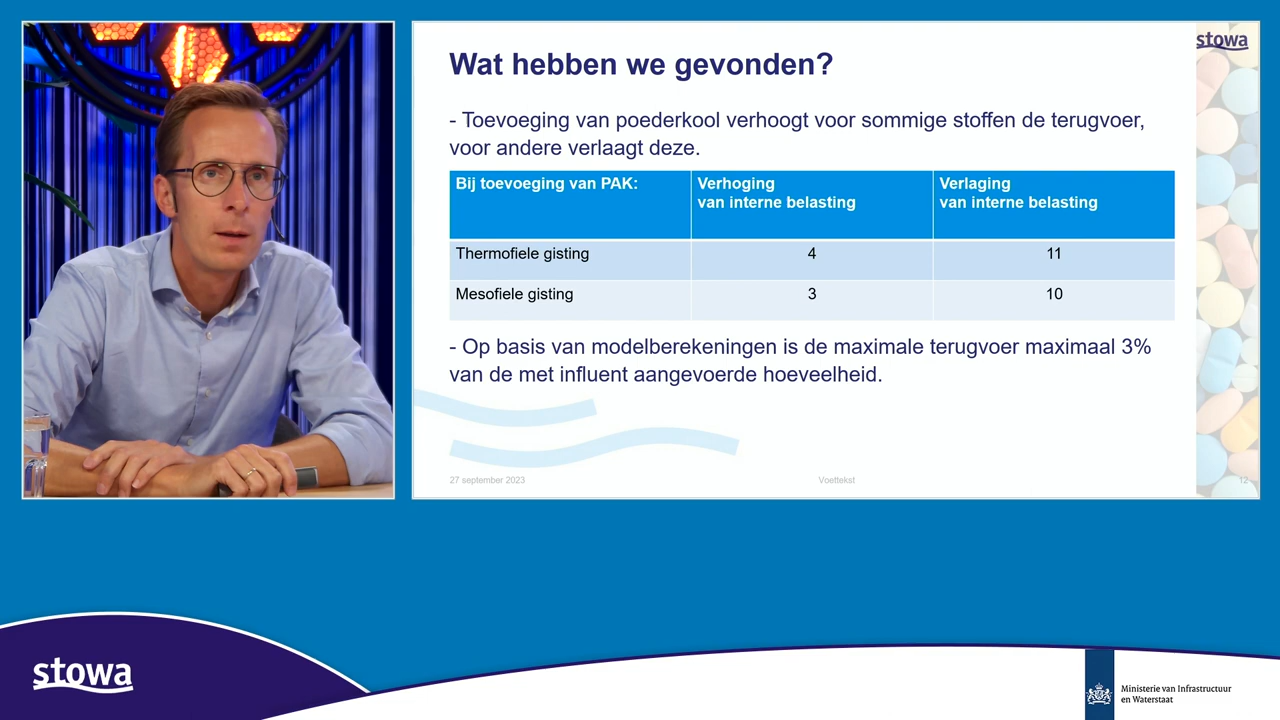 stowa
Wat hebben we gevonden?
- Toevoeging van poederkool verhoogt voor sommige stoffen de terugvoer,
voor andere verlaagt deze.
Bij toevoeging van PAK:
Verhoging
van interne belasting
Verlaging
van interne belasting
Thermofiele gisting
4
11
Mesofiele gisting
3
10
- Op basis van modelberekeningen is de maximale terugvoer maximaal 3%
van de met influent aangevoerde hoeveelheid.
27 september 2023
Voettekst
12
stowa
Ministerie van Infrastructuur
en Waterstaat